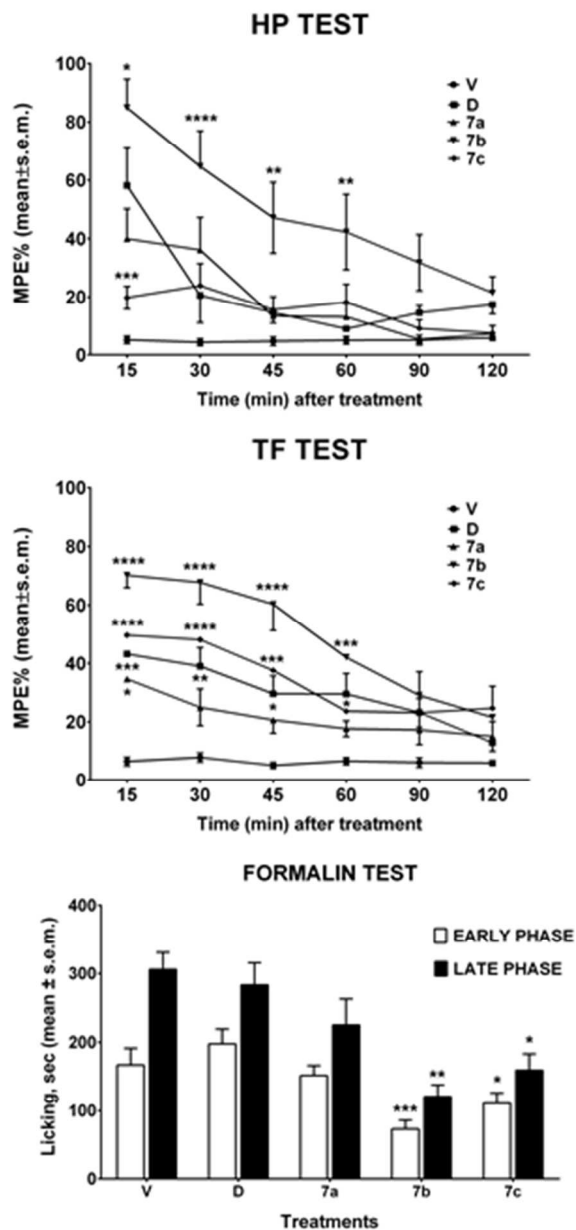 HP TEST
MPE% (mean±s.e.m.)
100
80
60
40
20
0
*
****
**
**
***
V
D
7a
7b
7c
15 30 45 60 90 120
Time (min) after treatment
TF TEST
MPE% (mean±s.e.m.)
100
80
60
40
20
0
**** **** ****
***
**** ****
***
*
***
*
**
*
V
D
7a
7b
7c
15 30 45 60 90 120
Time (min) after treatment
FORMALIN TEST
Licking, sec (mean ± s.e.m.)
400
300
200
100
0
EARLY PHASE
LATE PHASE
***
**
*
*
V D 7a 7b 7c
Treatments